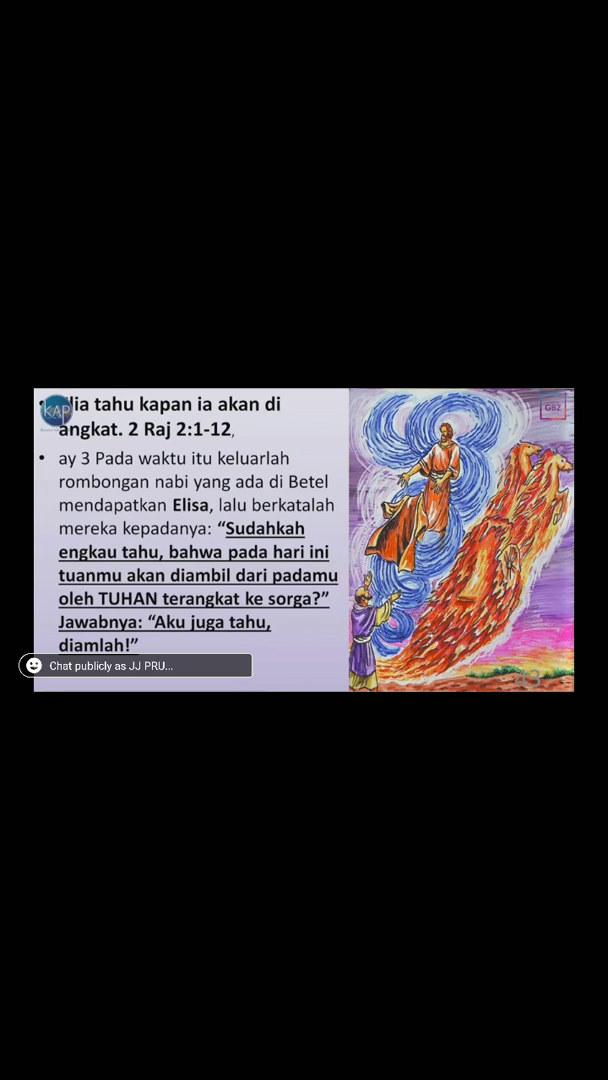 • Elia tahu kapan ia akan di
angkat. 2 Raj 2:1-12,
• ay 3 Pada waktu itu keluarlah
rombongan nabi yang ada di Betel
mendapatkan Elisa, lalu berkatalah
mereka kepadanya: “Sudahkah
engkau tahu, bahwa pada hari ini
tuanmu akan diambil dari padamu
oleh TUHAN terangkat ke sorga?”
Jawabnya: “Aku juga tahu,
diamlah!”
Chat publicly as JJ PRU...
KAP
GBZ
43